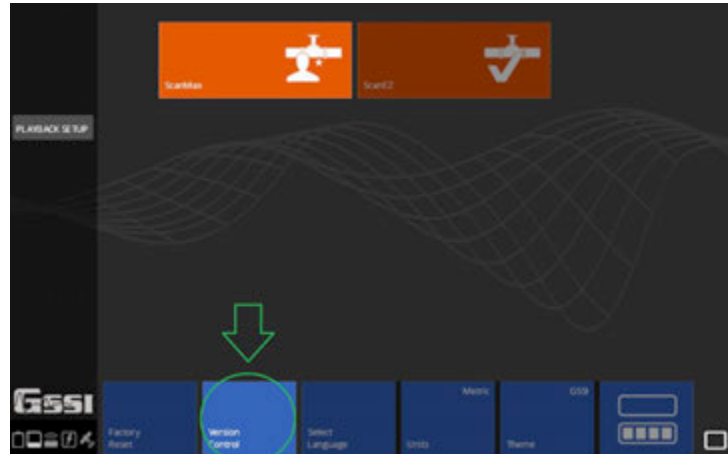 ScanMax
ScanEZ
PLAYBACK SETUP
Metric
GSSI
GSSI
Factory
Reset
Version
Control
Select
Language
Units
Theme